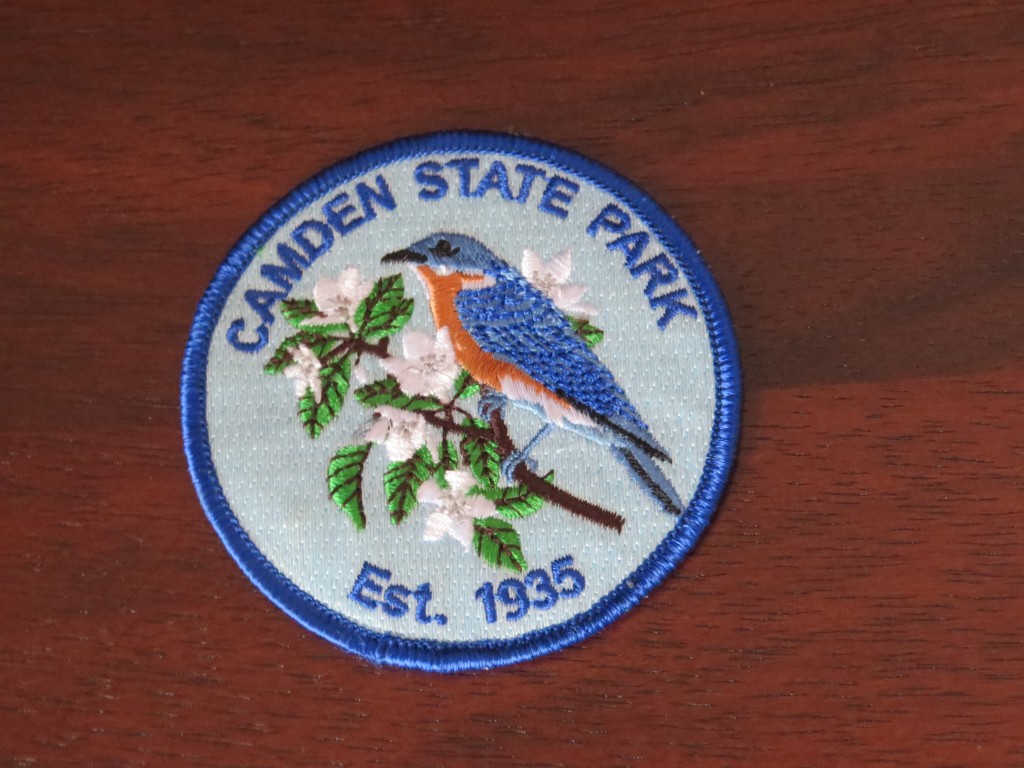 CAMDEN STATE PARK
Est. 1935